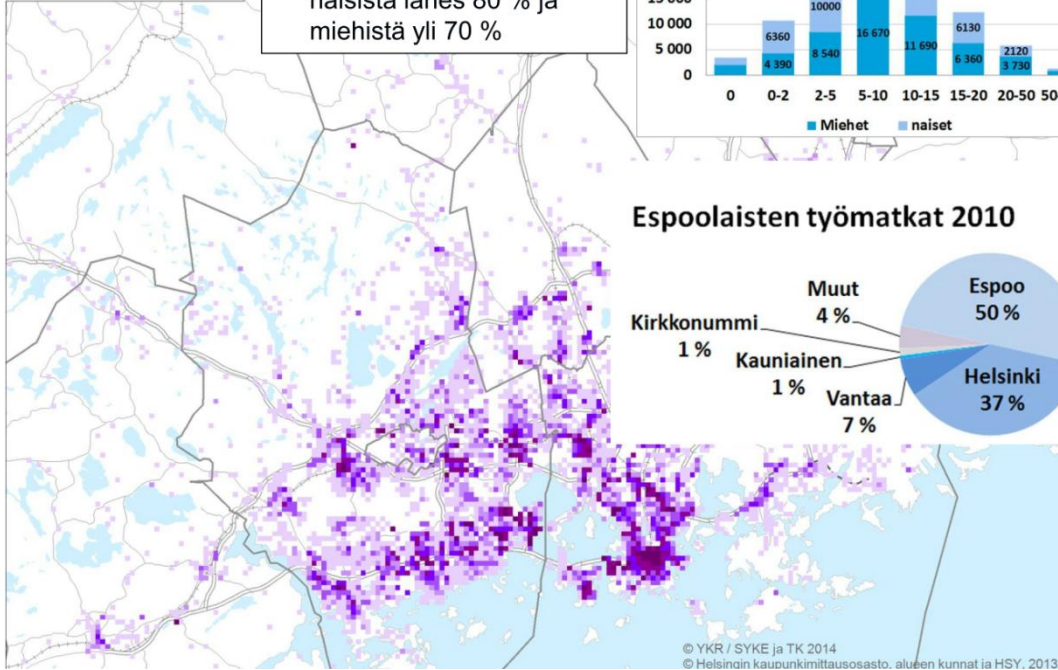 naisista lähes 80 % ja
miehistä yli 70 %
10 000
5 000
0
6360
4 390
10000
8 540
16 670
11 690
6130
6 360
2120
3 730
0 0-2 2-5 5-10 10-15 15-20 20-50
Miehet naiset
Espoolaisten työmatkat 2010
Muut
4 %
Kirkkonummi
1 %
Kauniainen
1 %
Vantaa
7 %
Espoo
50 %
Helsinki
37 %
© YKR / SYKE ja TK 2014
© Helsingin kaupunkimittausosasto, alueen kunnat ja HSY, 2013